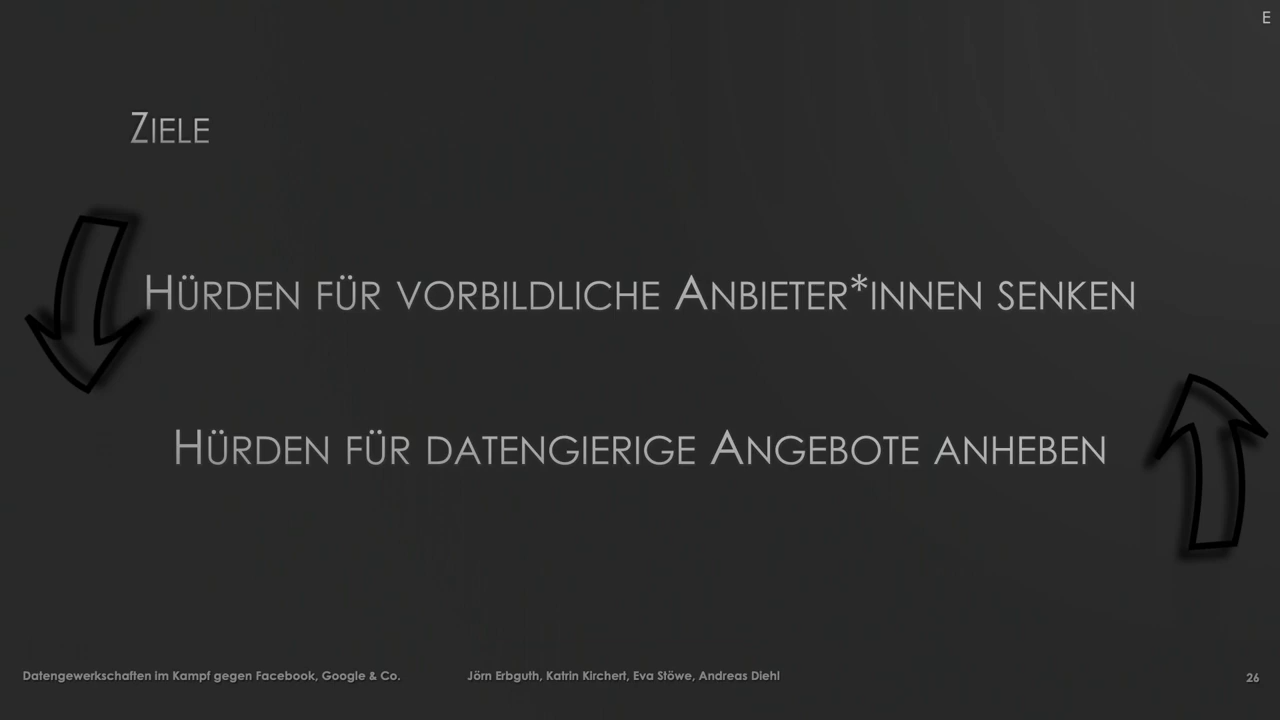 E
Ziele
Hürden für vorbildliche Anbieter*innen senken
Hürden für datengierige Angebote anheben
Datengewerkschaften im Kampf gegen Facebook, Google & Co. Jörn Erbguth, Katrin Kirchert, Eva Stöwe, Andreas Diehl 26